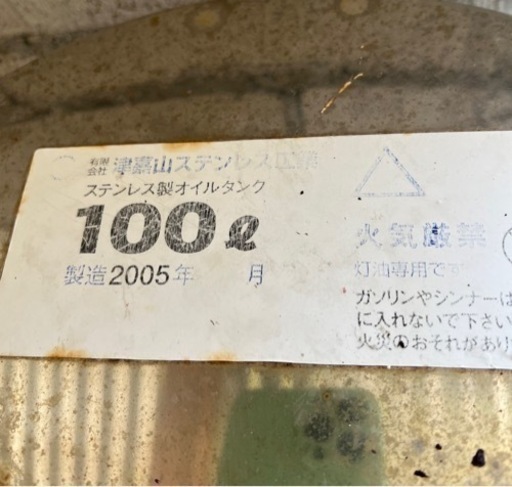 有限会社 津嘉山ステンレス工業
ステンレス製オイルタンク
100ℓ
製造 2005年 月
火気厳禁
灯油専用です
ガソリンやシンナーは
に入れないで下さい
火災のおそれがあり